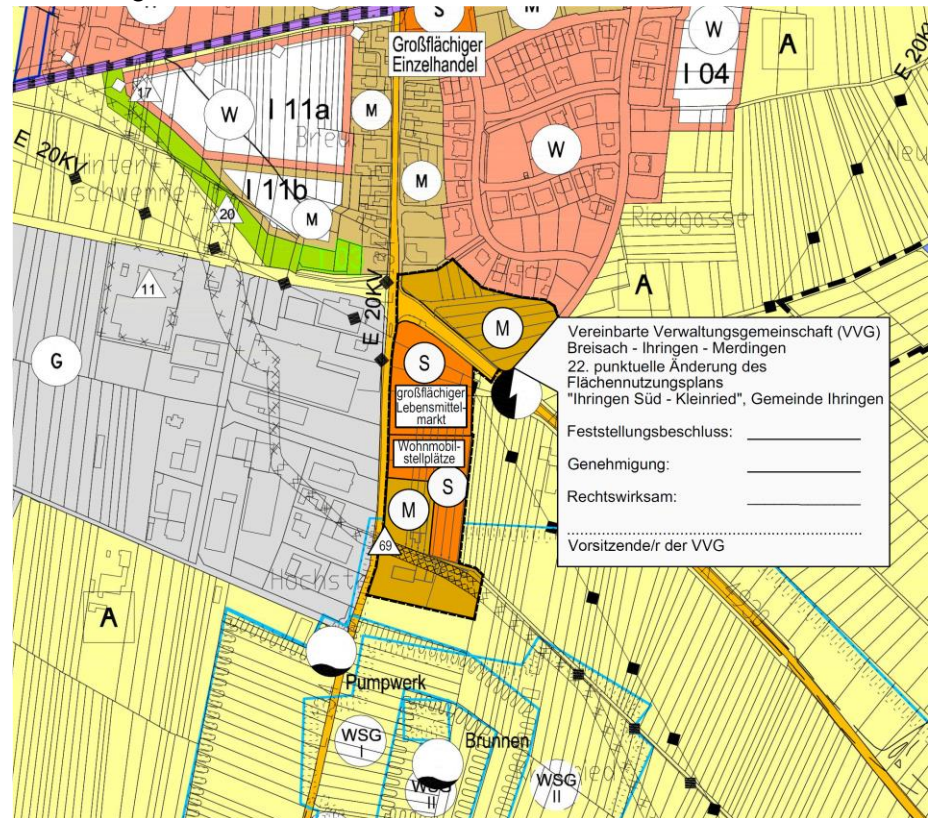 S
M
W
Großflächiger
Einzelhandel
A
I 04
E 20KV
17
W
I 11a
M
W
E 20KV
I 11b
M
M
20
Riedgasse
A
11
E 20KV
G
M
S
großflächiger
Lebensmittel-
markt
Wohnmobil-
stellplätze
S
M
69
Vereinbarte Verwaltungsgemeinschaft (VVG)
Breisach - Ihringen - Merdingen
22. punktuelle Änderung des
Flächennutzungsplans
"Ihringen Süd - Kleinried", Gemeinde Ihringen
Feststellungsbeschluss:
Genehmigung:
Rechtswirksam:
Vorsitzende/r der VVG
A
Pumpwerk
WSG
I
Brunnen
WSG
II
WSG
II